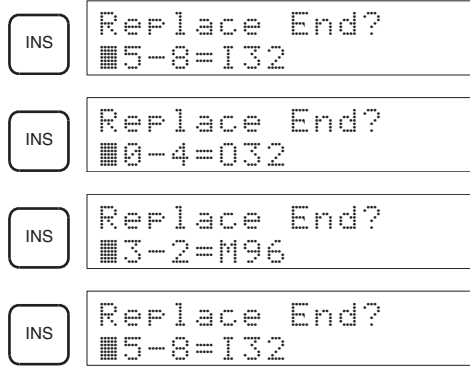 INS
Replace End?
5-8=I32
INS
Replace End?
0-4=O32
INS
Replace End?
3-2=M96
INS
Replace End?
5-8=I32